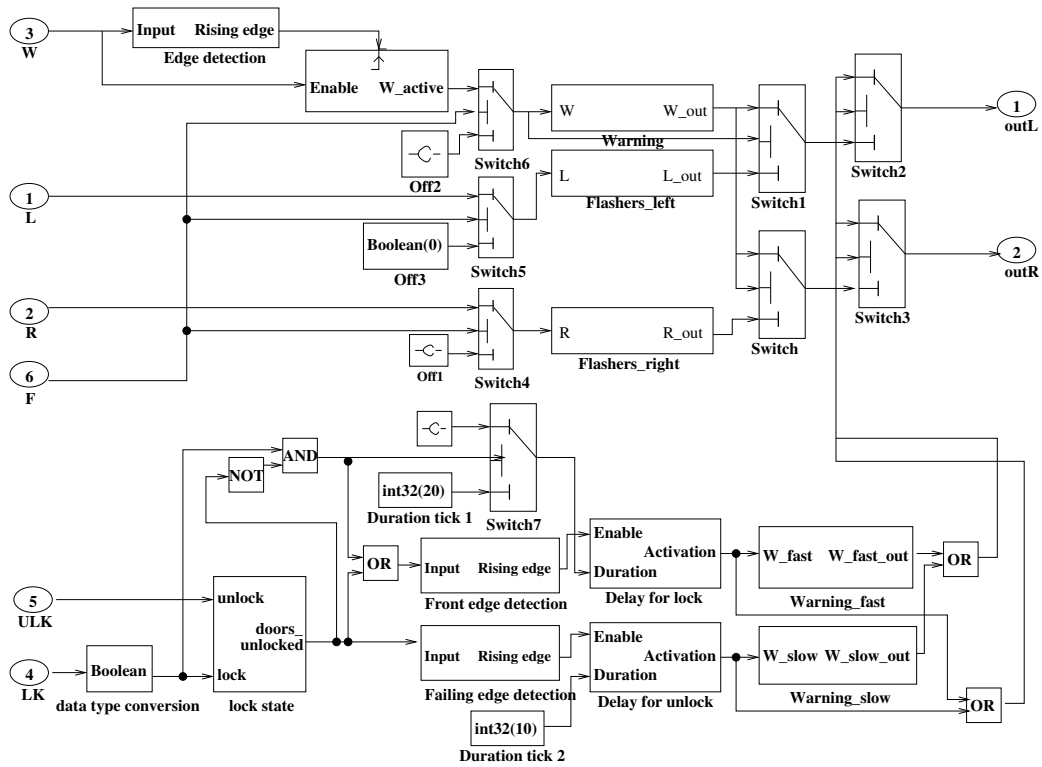 3
W
Input Rising edge
Edge detection
Enable W_active
Switch6
Off2
W W_out
Warning
Switch1
Switch2
1
outL
1
L
Boolean(0)
Off3
Switch5
L L_out
Flashers_left
2
R
Off1
Switch4
R R_out
Flashers_right
Switch
Switch3
2
outR
6
F
NOT
AND
int32(20)
Duration tick 1
Switch7
OR
Input Rising edge
Front edge detection
Enable
Activation
Duration
Delay for lock
W_fast W_fast_out
Warning_fast
OR
5
ULK
4
LK
Boolean
data type conversion
unlock
doors_
unlocked
lock
lock state
Input Rising edge
Failing edge detection
int32(10)
Duration tick 2
Enable
Activation
Duration
Delay for unlock
W_slow W_slow_out
Warning_slow
OR